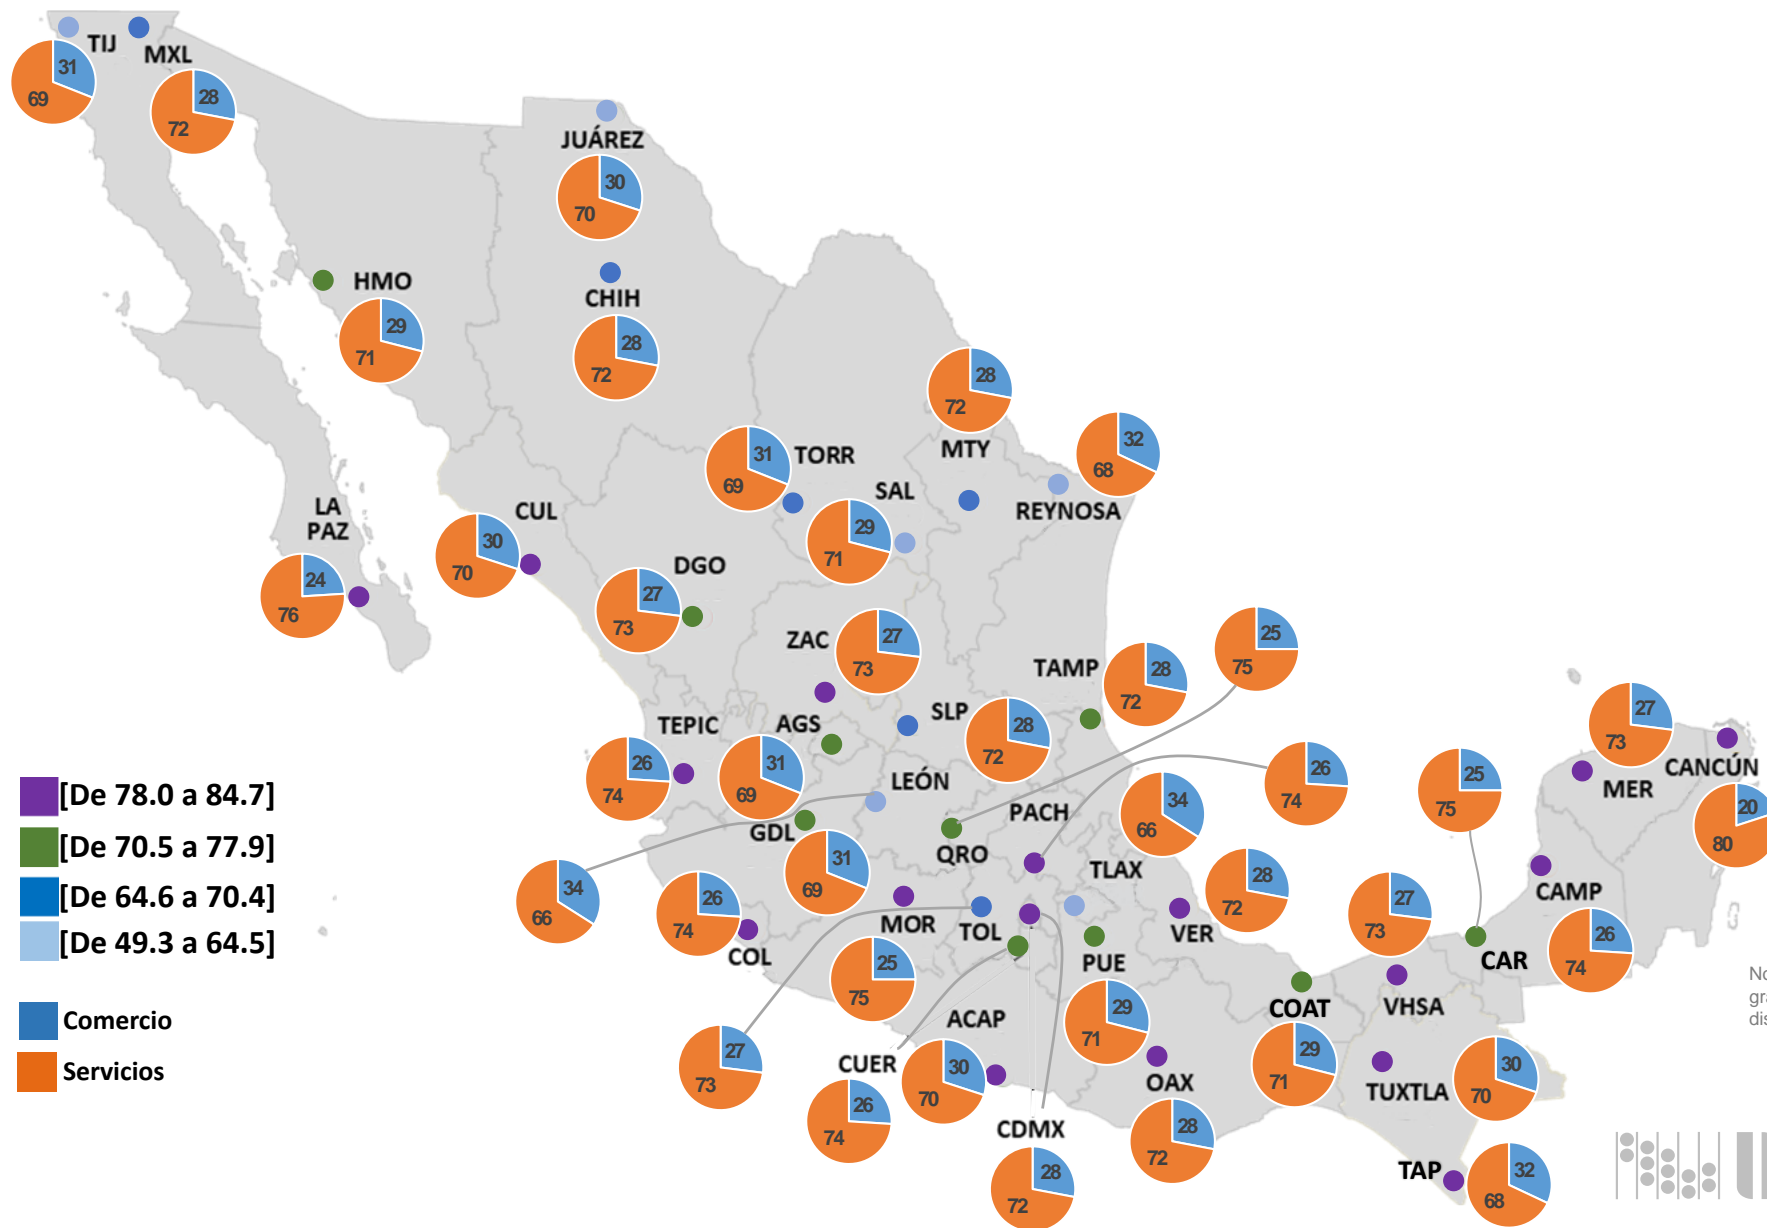 TIJ
MXL
31
69
28
72
JUÁREZ
30
70
HMO
29
71
CHIH
28
72
28
72
MTY
TORR
31
69
SAL
29
71
32
68
REYNOSA
LA
PAZ
24
76
CUL
30
70
DGO
27
73
ZAC
27
73
TAMP
28
72
25
75
TEPIC
26
74
AGS
31
69
SLP
28
72
LEÓN
GDL
31
69
QRO
PACH
34
66
26
74
25
75
27
73
MER
CANCÚN
20
80
[De 78.0 a 84.7]
[De 70.5 a 77.9]
[De 64.6 a 70.4]
[De 49.3 a 64.5]
Comercio
Servicios
34
66
26
74
COL
MOR
25
75
TOL
TLAX
28
72
VER
PUE
29
71
27
73
CAR
CAMP
26
74
VHSA
COAT
29
71
27
73
CUER
26
74
ACAP
30
70
CDMX
28
72
OAX
28
72
TUXTLA
30
70
TAP
32
68